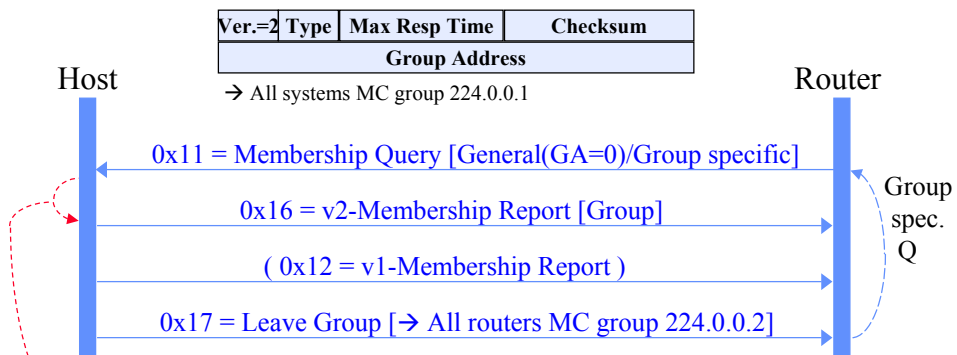 Ver.=2 Type Max Resp Time Checksum
Group Address
Host
Router
→ All systems MC group 224.0.0.1
0x11 = Membership Query [General(GA=0)/Group specific]
0x16 = v2-Membership Report [Group]
( 0x12 = v1-Membership Report )
0x17 = Leave Group [→ All routers MC group 224.0.0.2]
Group
spec.
Q